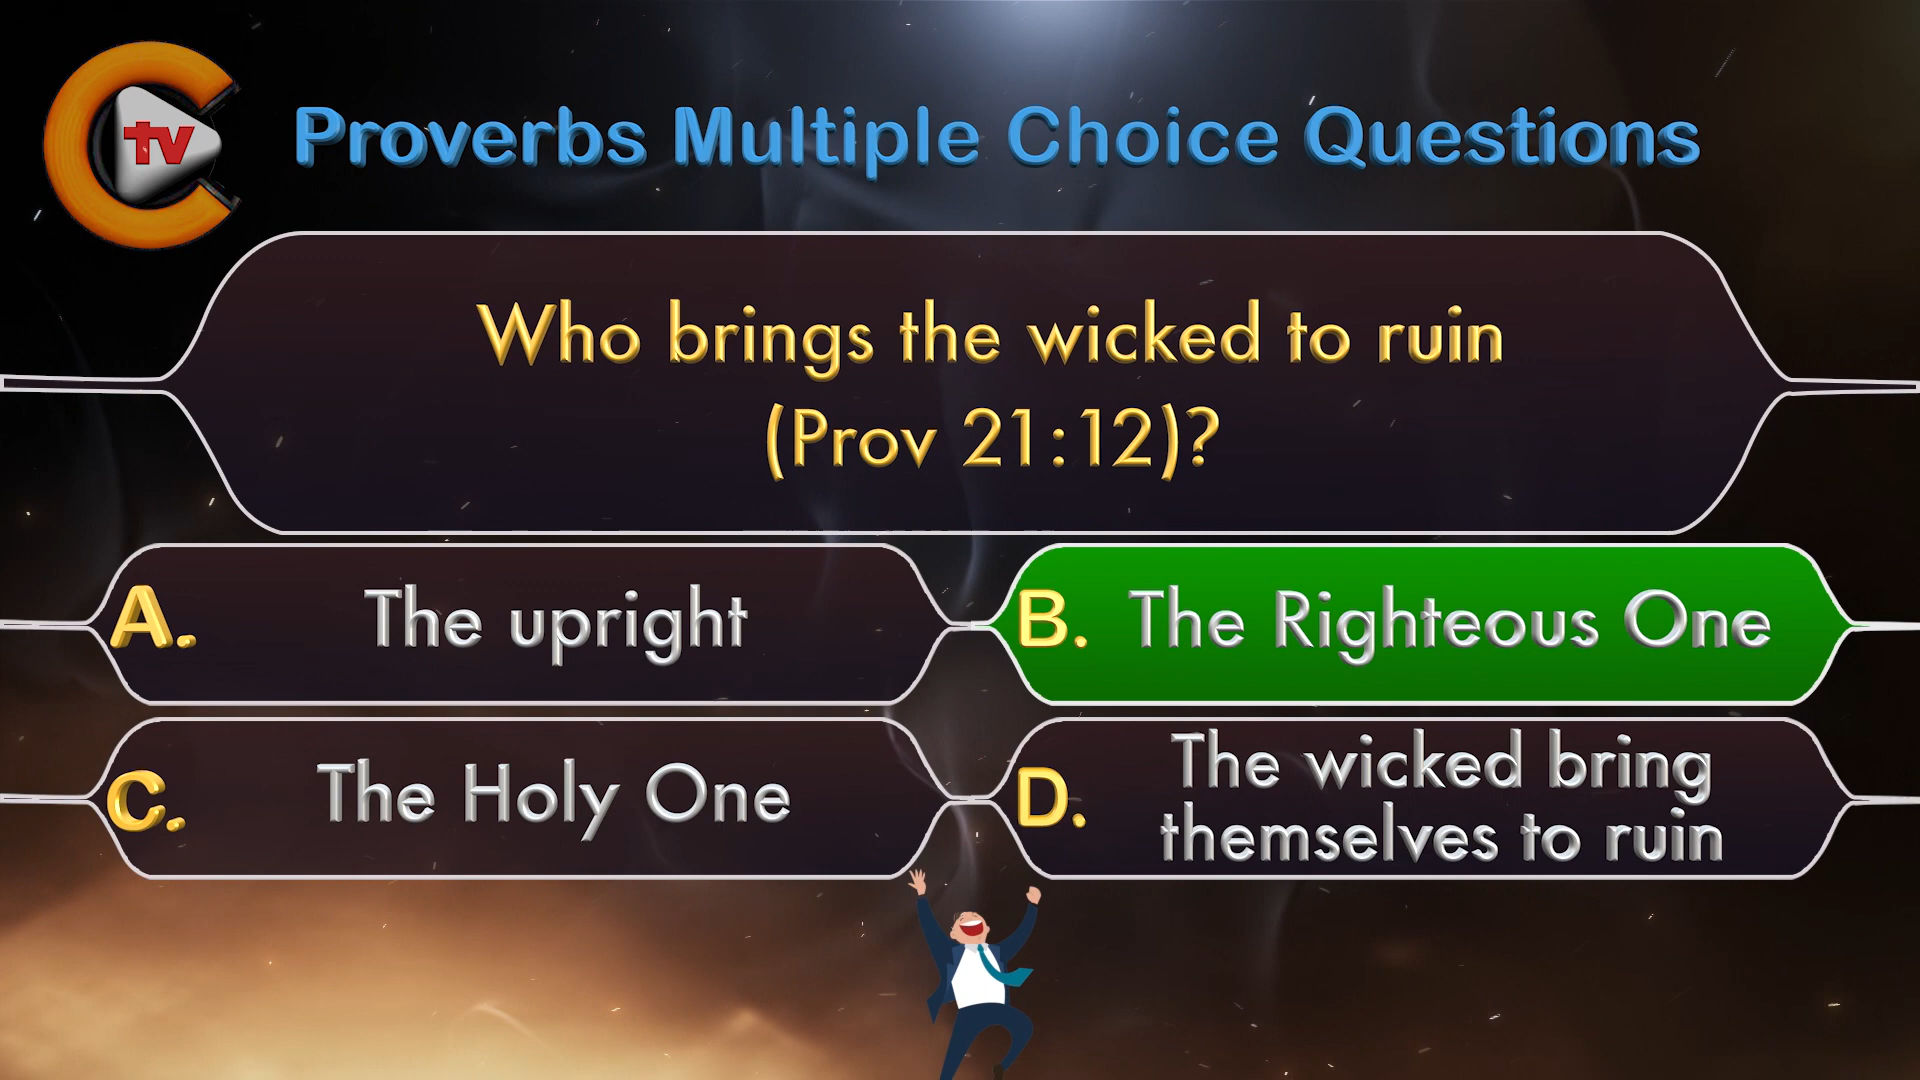 tv
Proverbs Multiple Choice Questions
Who brings the wicked to ruin
(Prov 21:12)?
A. The upright
B. The Righteous One
C. The Holy One
D. The wicked bring
themselves to ruin